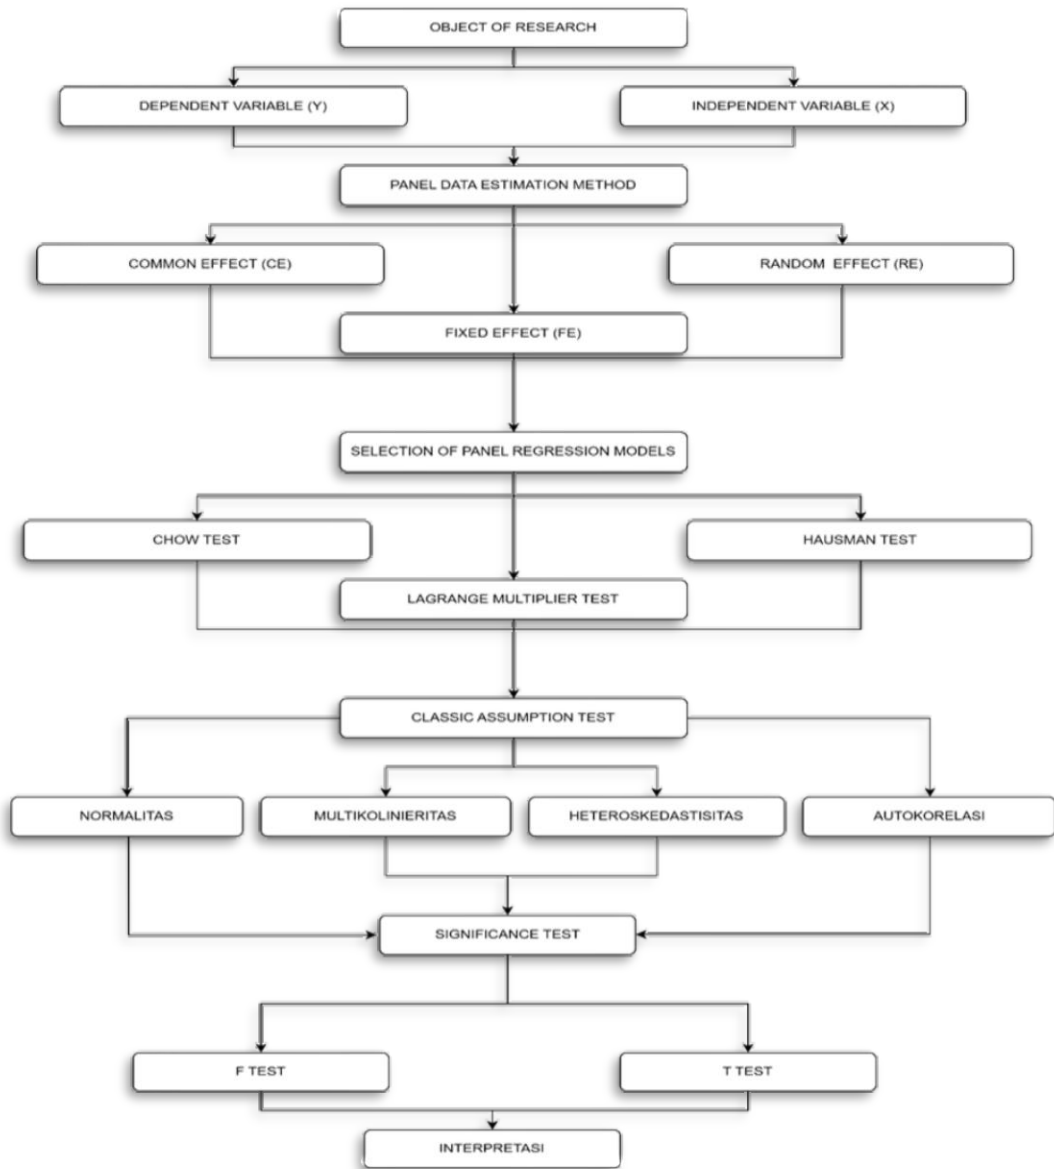 OBJECT OF RESEARCH
DEPENDENT VARIABLE (Y)
INDEPENDENT VARIABLE (X)
PANEL DATA ESTIMATION METHOD
COMMON EFFECT (CE)
RANDOM EFFECT (RE)
FIXED EFFECT (FE)
SELECTION OF PANEL REGRESSION MODELS
CHOW TEST
HAUSMAN TEST
LAGRANGE MULTIPLIER TEST
CLASSIC ASSUMPTION TEST
NORMALITAS
MULTIKOLINIERITAS
HETEROSKEDASTISITAS
AUTOKORELASI
SIGNIFICANCE TEST
F TEST
T TEST
INTERPRETASI